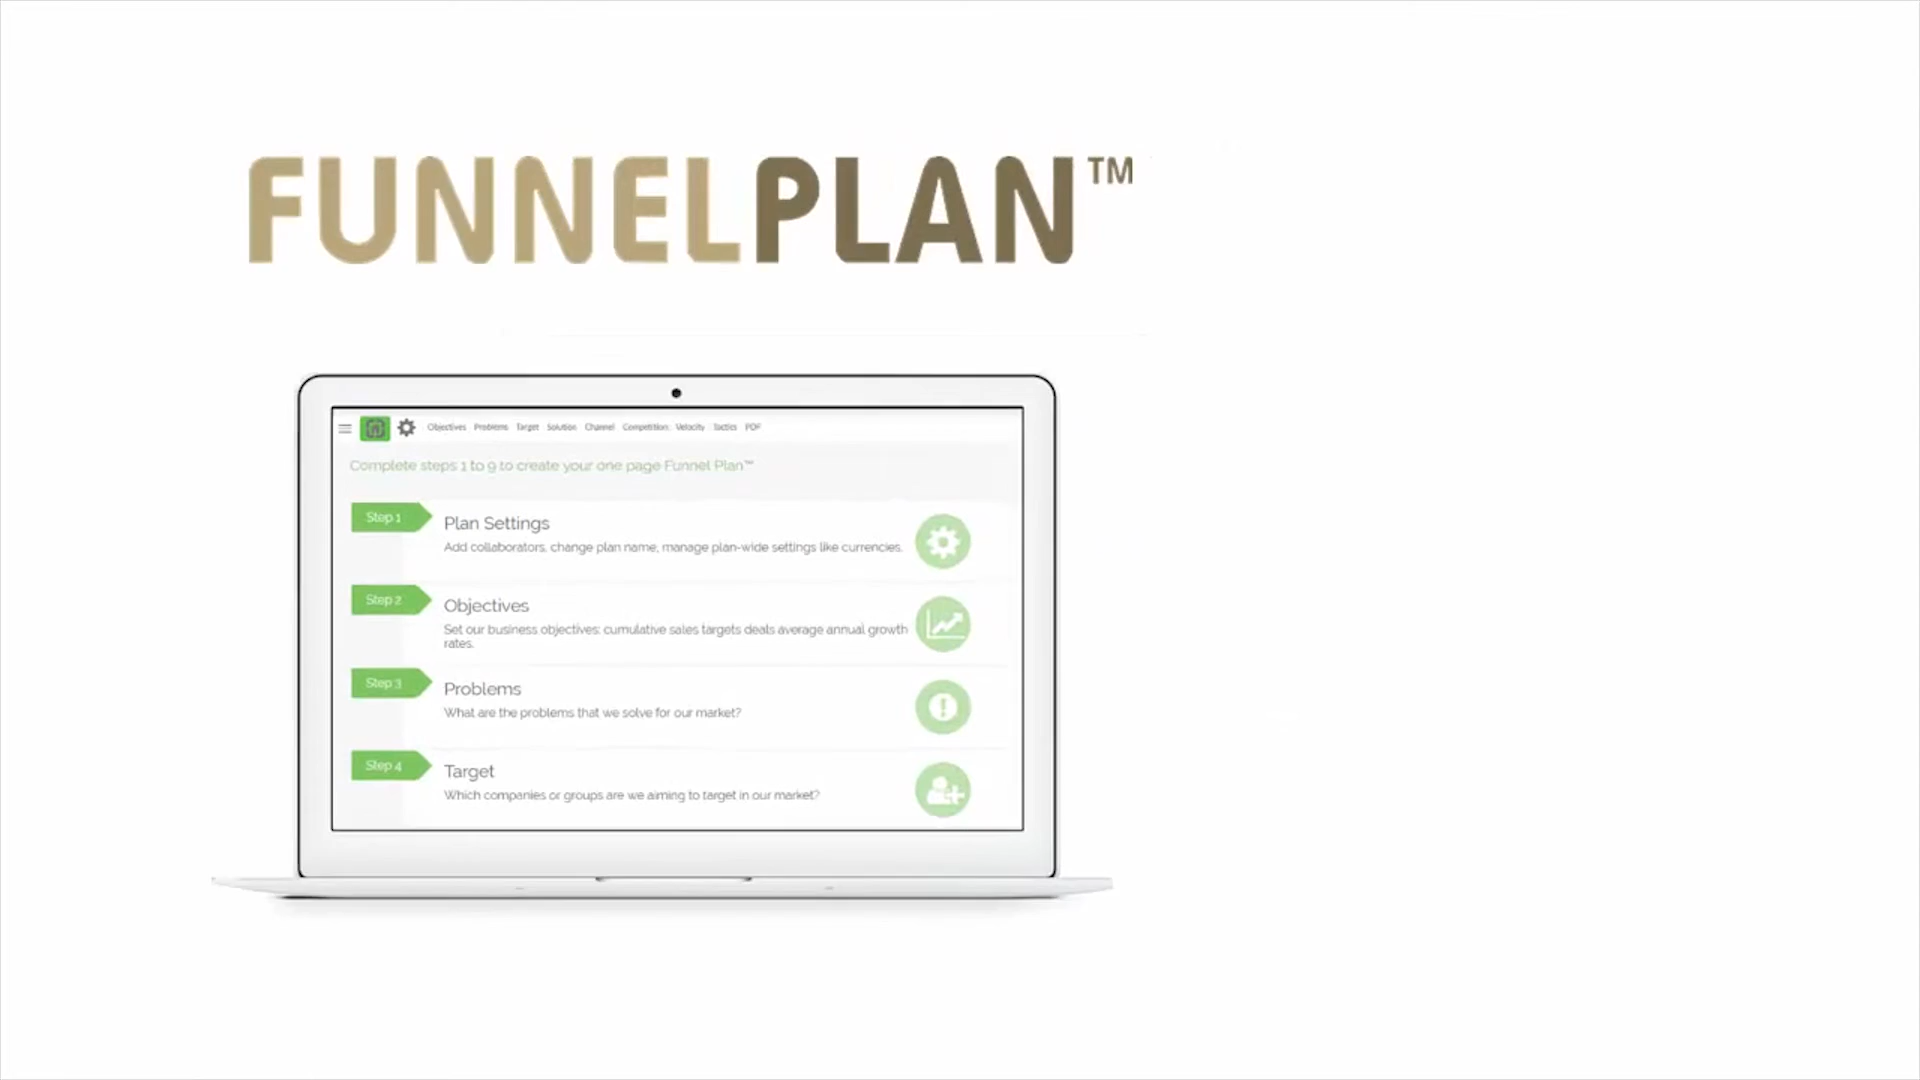 FUNNELPLAN™
Objectives Problems Target Solution Channel Competition Velocity Tactics PDF
Complete steps 1 to 9 to create your one page Funnel Plan™
Step 1
Plan Settings
Add collaborators, change plan name, manage plan-wide settings like currencies.
Step 2
Objectives
Set our business objectives: cumulative sales targets deals average annual growth
rates.
Step 3
Problems
What are the problems that we solve for our market?
Step 4
Target
Which companies or groups are we aiming to target in our market?